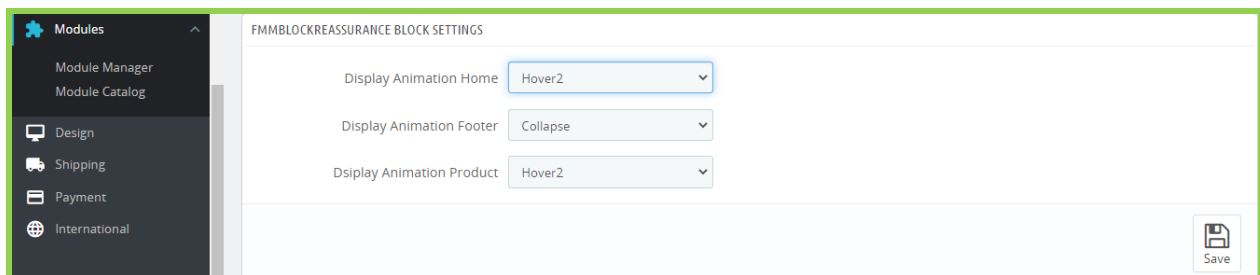 Modules
Module Manager
Module Catalog
Design
Shipping
Payment
International
FMMBLOCKREASSURANCE BLOCK SETTINGS
Display Animation Home Hover2
Display Animation Footer Collapse
Dsiplay Animation Product Hover2
Save